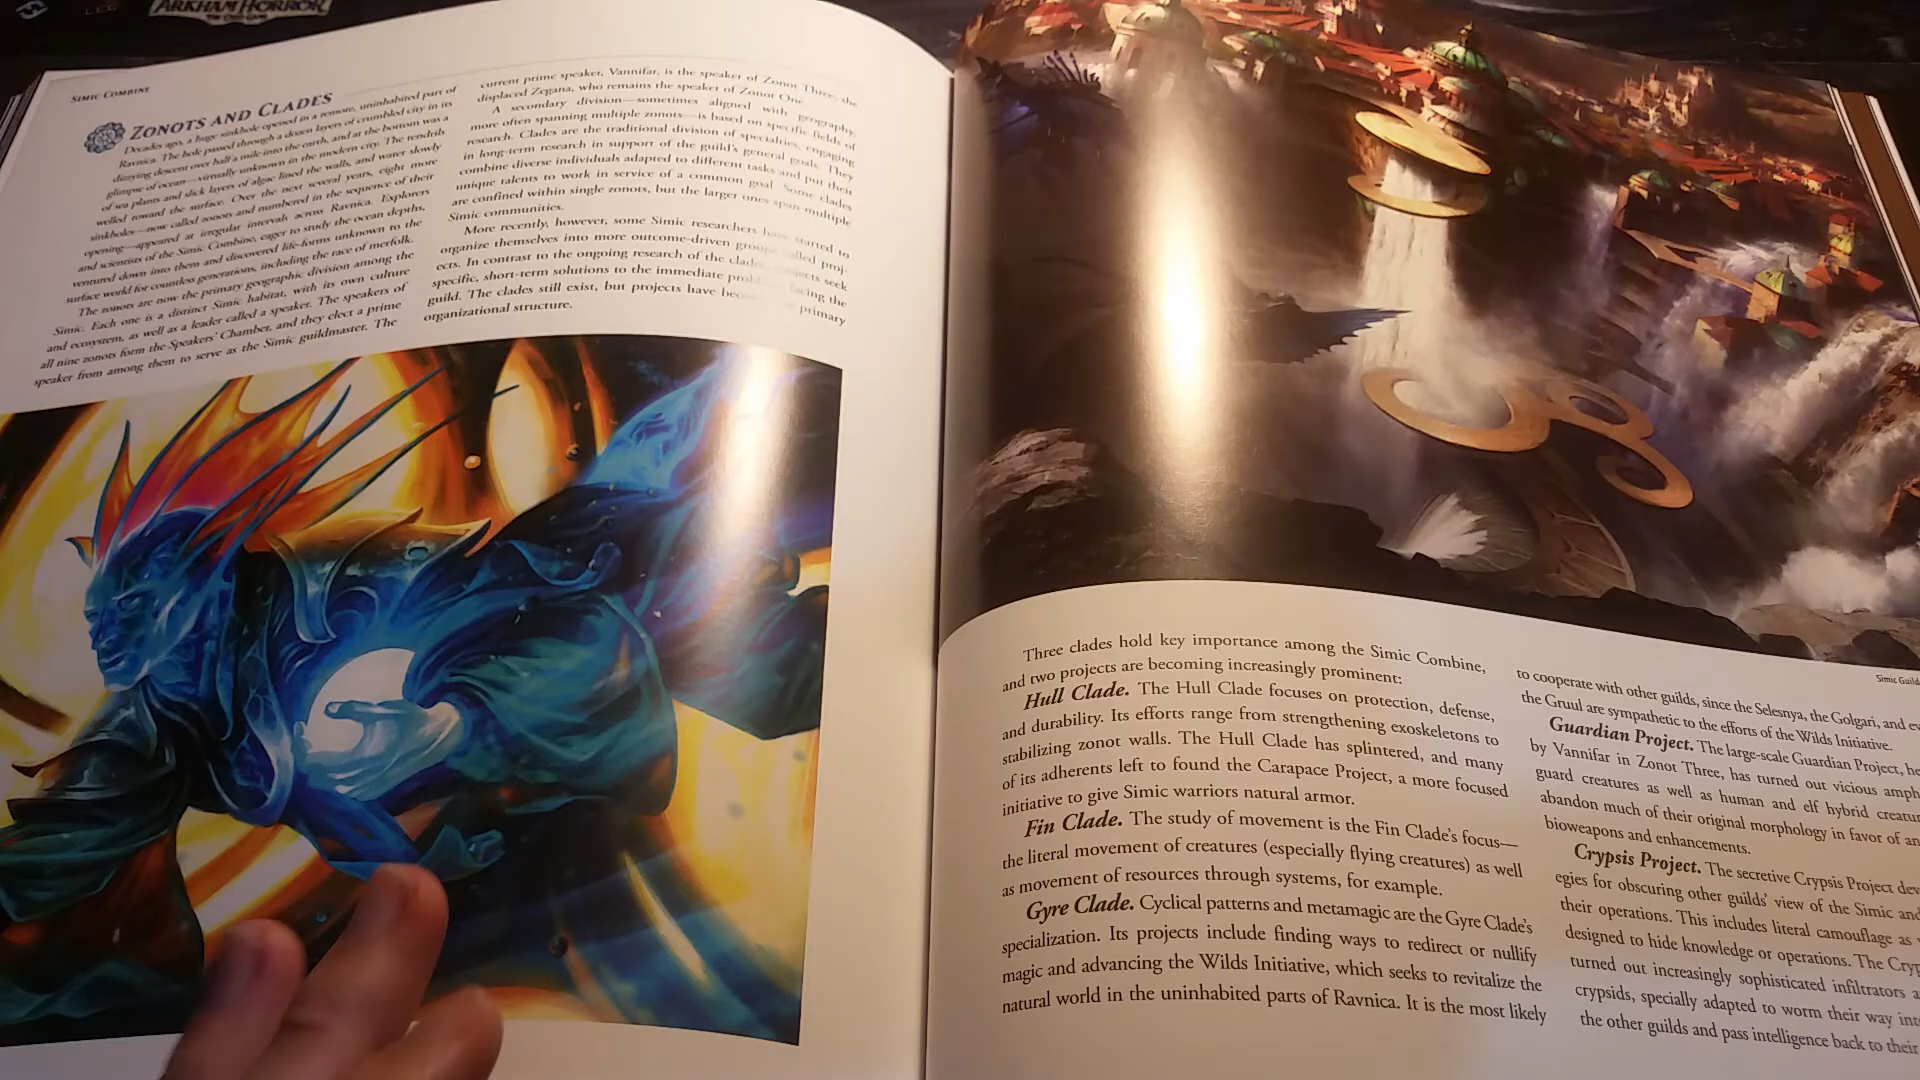 ARKHAM HORROR
THE CARD GAME
LCG
SIMIC COMBINE
ZONOTS AND CLADES
Decades ago, a huge sinkhole opened in a remote, uninhabited part of
Ravnica. The hole passed through a dozen layers of crumbled city in its
dizzying descent over half a mile into the earth, and at the bottom was a
glimpse of ocean—virtually unknown in the modern city. The tendrils
of sea plants and slick layers of algae lined the walls, and water slowly
welled toward the surface. Over the next several years, eight more
sinkholes—now called zonots and numbered in the sequence of their
opening—appeared at irregular intervals across Ravnica. Explorers
and scientists of the Simic Combine, eager to study the ocean depths,
ventured down into them and discovered life-forms unknown to the
surface world for countless generations, including the race of merfolk.
The zonots are now the primary geographic division among the
Simic. Each one is a distinct Simic habitat, with its own culture
and ecosystem, as well as a leader called a speaker. The speakers of
all nine zonots form the Speakers' Chamber, and they elect a prime
speaker from among them to serve as the Simic guildmaster. The
current prime speaker, Vannifar, is the speaker of Zonot Three; she
displaced Zegana, who remains the speaker of Zonot One.
A secondary division—sometimes aligned with geography,
more often spanning multiple zonots—is based on specific fields of
research. Clades are the traditional division of specialties, engaging
in long-term research in support of the guild's general goals. They
combine diverse individuals adapted to different tasks and put their
unique talents to work in service of a common goal. Some clades
are confined within single zonots, but the larger ones span multiple
Simic communities.
More recently, however, some Simic researchers have started to
organize themselves into more outcome-driven groups called proj-
ects. In contrast to the ongoing research of the clades, projects seek
specific, short-term solutions to the immediate problems facing the
guild. The clades still exist, but projects have bec primary
organizational structure.
Three clades hold key importance among the Simic Combine,
and two projects are becoming increasingly prominent:
Hull Clade. The Hull Clade focuses on protection, defense,
and durability. Its efforts range from strengthening exoskeletons to
stabilizing zonot walls. The Hull Clade has splintered, and many
of its adherents left to found the Carapace Project, a more focused
initiative to give Simic warriors natural armor.
Fin Clade. The study of movement is the Fin Clade's focus—
the literal movement of creatures (especially flying creatures) as well
as movement of resources through systems, for example.
Gyre Clade. Cyclical patterns and metamagic are the Gyre Clade's
specialization. Its projects include finding ways to redirect or nullify
magic and advancing the Wilds Initiative, which seeks to revitalize the
natural world in the uninhabited parts of Ravnica. It is the most likely
Simic Guild
to cooperate with other guilds, since the Selesnya, the Golgari, and ev
the Gruul are sympathetic to the efforts of the Wilds Initiative.
Guardian Project. The large-scale Guardian Project, he
by Vannifar in Zonot Three, has turned out vicious amph
guard creatures as well as human and elf hybrid creatur
abandon much of their original morphology in favor of an
bioweapons and enhancements.
Crypsis Project. The secretive Crypsis Project dev
egies for obscuring other guilds' view of the Simic and
their operations. This includes literal camouflage as
designed to hide knowledge or operations. The Cryp
turned out increasingly sophisticated infiltrators a
crypsids, specially adapted to worm their way int
the other guilds and pass intelligence back to their